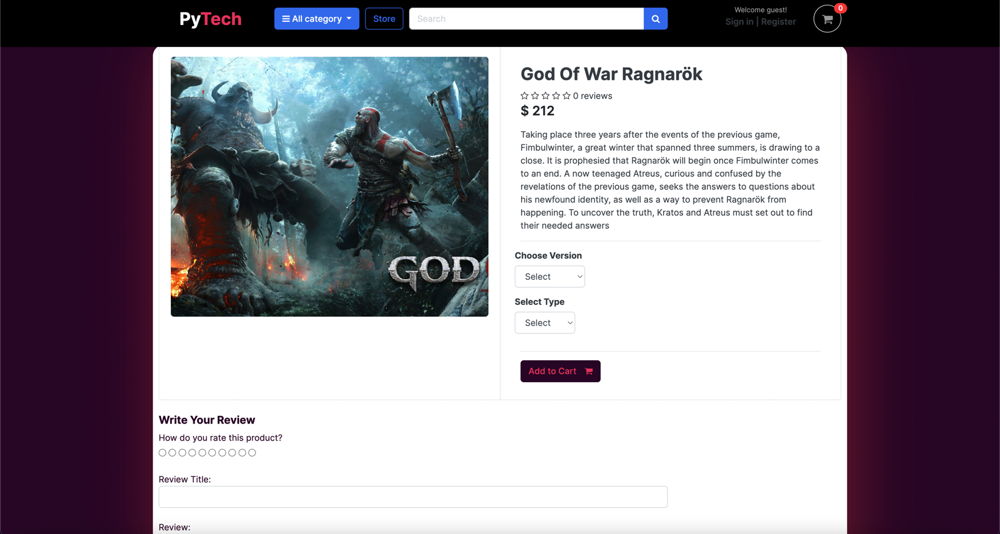 PyTech
All category
Store
Search
Welcome guest!
Sign in | Register
0
God Of War Ragnarök
0 reviews
$ 212
Taking place three years after the events of the previous game,
Fimbulwinter, a great winter that spanned three summers, is drawing to a
close. It is prophesied that Ragnarök will begin once Fimbulwinter comes
to an end. A now teenaged Atreus, curious and confused by the
revelations of the previous game, seeks the answers to questions about
his newfound identity, as well as a way to prevent Ragnarök from
happening. To uncover the truth, Kratos and Atreus must set out to find
their needed answers
GOD
Choose Version
Select
Select Type
Select
Add to Cart
Write Your Review
How do you rate this product?
Review Title:
Review: